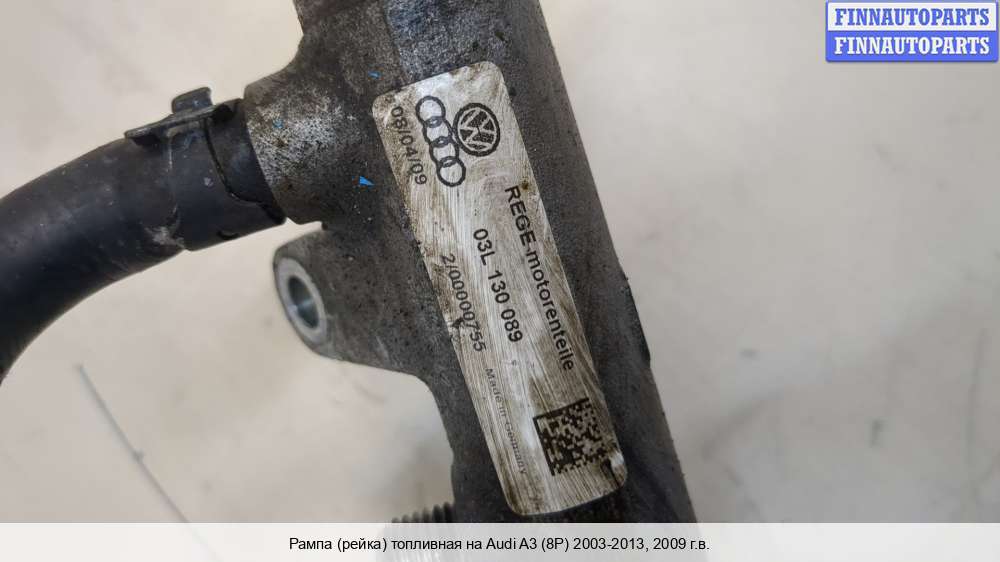 FINNAUTOPARTS
FINNAUTOPARTS
08/04/09
REGE-motorenteile
03L 130 089
2/00000755
Made in Germany
Рампа (рейка) топливная на Audi A3 (8P) 2003-2013, 2009 г.в.